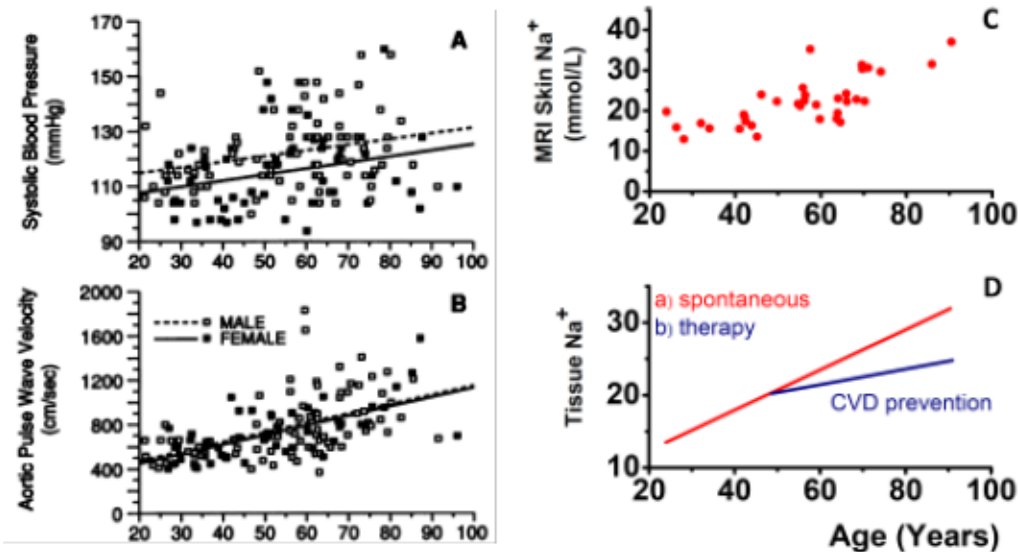 A
Systolic Blood Pressure
(mmHg)
170
150
130
110
90
20 30 40 50 60 70 80 90 100
B
Aortic Pulse Wave Velocity
(cm/sec)
2000
1600
1200
800
400
0
MALE
FEMALE
20 30 40 50 60 70 80 90 100
C
MRI Skin Na+
(mmol/L)
40
30
20
10
0
20 40 60 80 100
D
a) spontaneous
b) therapy
CVD prevention
Tissue Na+
30
20
10
20 40 60 80 100
Age (Years)